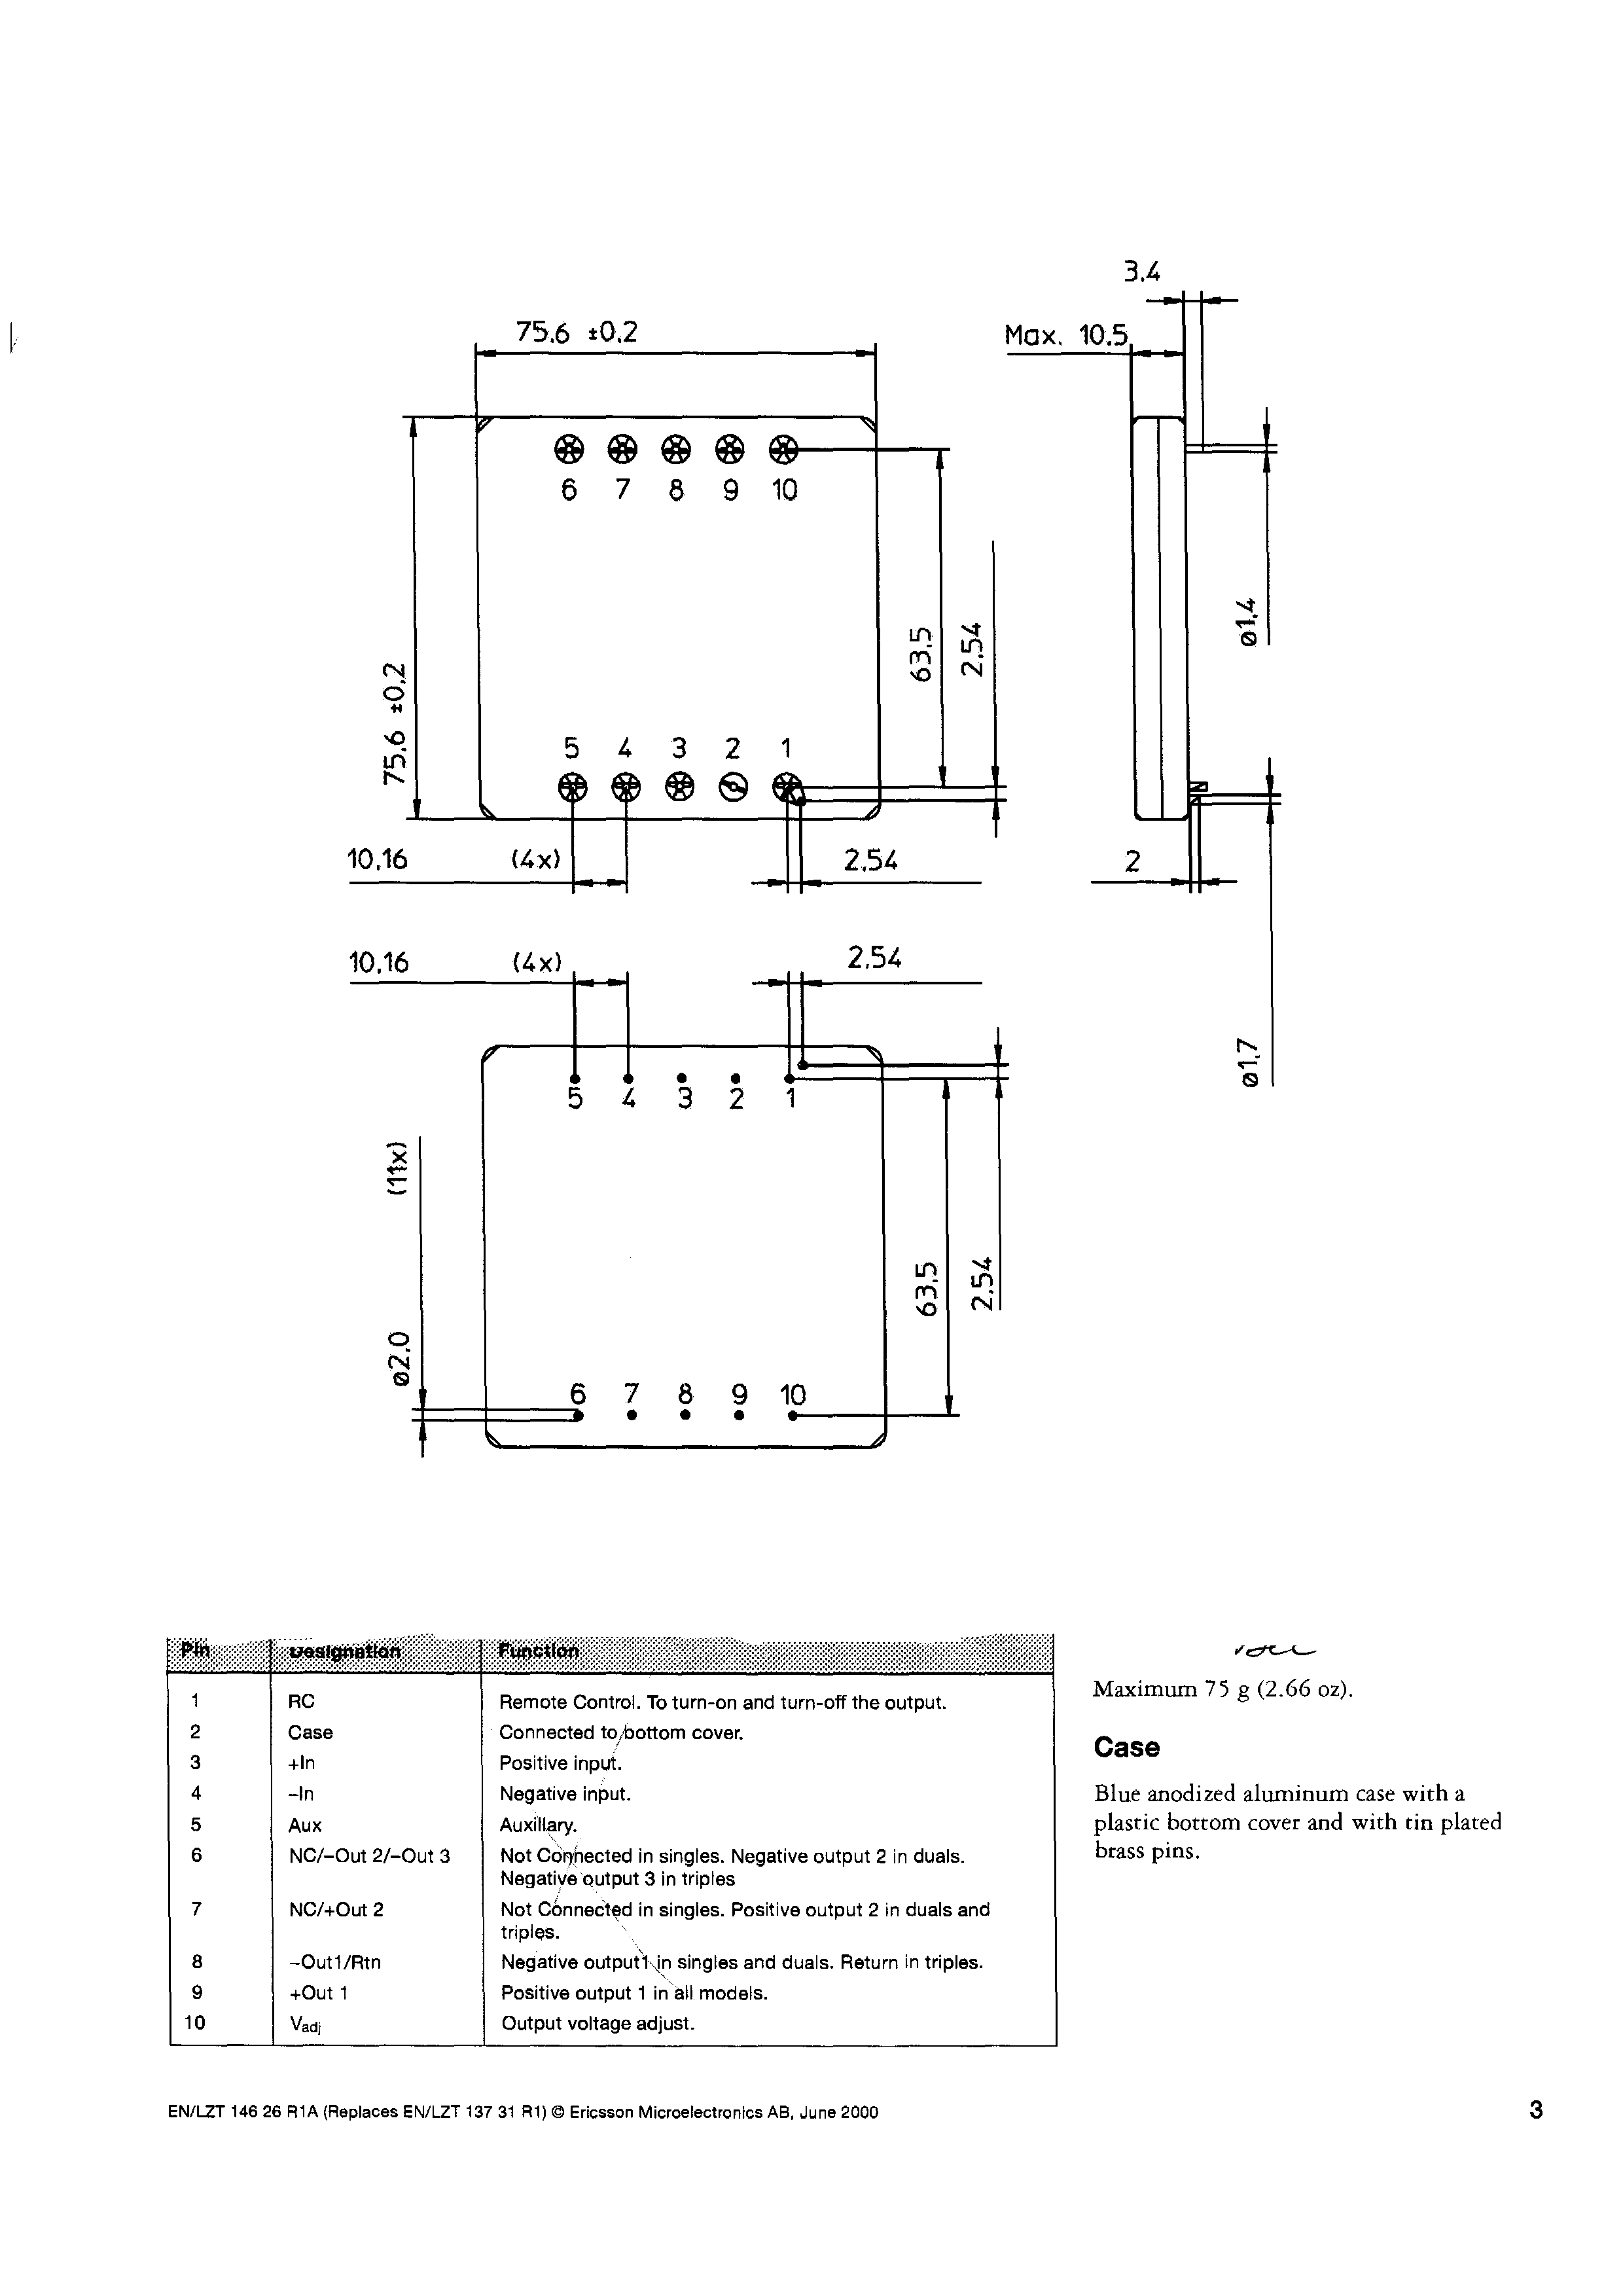 3.4
75.6 ±0.2
Max. 10.5
6 7 8 9 10
ø1.4
63.5
2.54
75.6 ±0.2
5 4 3 2 1
10.16 (4x) 2.54
2
10.16 (4x) 2.54
ø1.7
5 4 3 2 1
(11x)
63.5
2.54
ø2.0
6 7 8 9 10
Pin Designation Function
1 RC Remote Control. To turn-on and turn-off the output.
2 Case Connected to bottom cover.
3 +In Positive input.
4 –In Negative input.
5 Aux Auxillary.
6 NC/–Out 2/–Out 3 Not Connected in singles. Negative output 2 in duals.
Negative output 3 in triples
7 NC/+Out 2 Not Connected in singles. Positive output 2 in duals and
triples.
8 –Out1/Rtn Negative output1 in singles and duals. Return in triples.
9 +Out 1 Positive output 1 in all models.
10 Vadj Output voltage adjust.
Maximum 75 g (2.66 oz).
Case
Blue anodized aluminum case with a
plastic bottom cover and with tin plated
brass pins.
EN/LZT 146 26 R1A (Replaces EN/LZT 137 31 R1) © Ericsson Microelectronics AB, June 2000
3